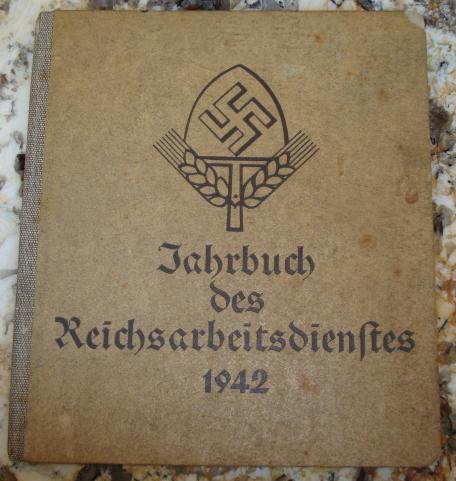 Jahrbuch
des
Reichsarbeitsdienſtes
1942